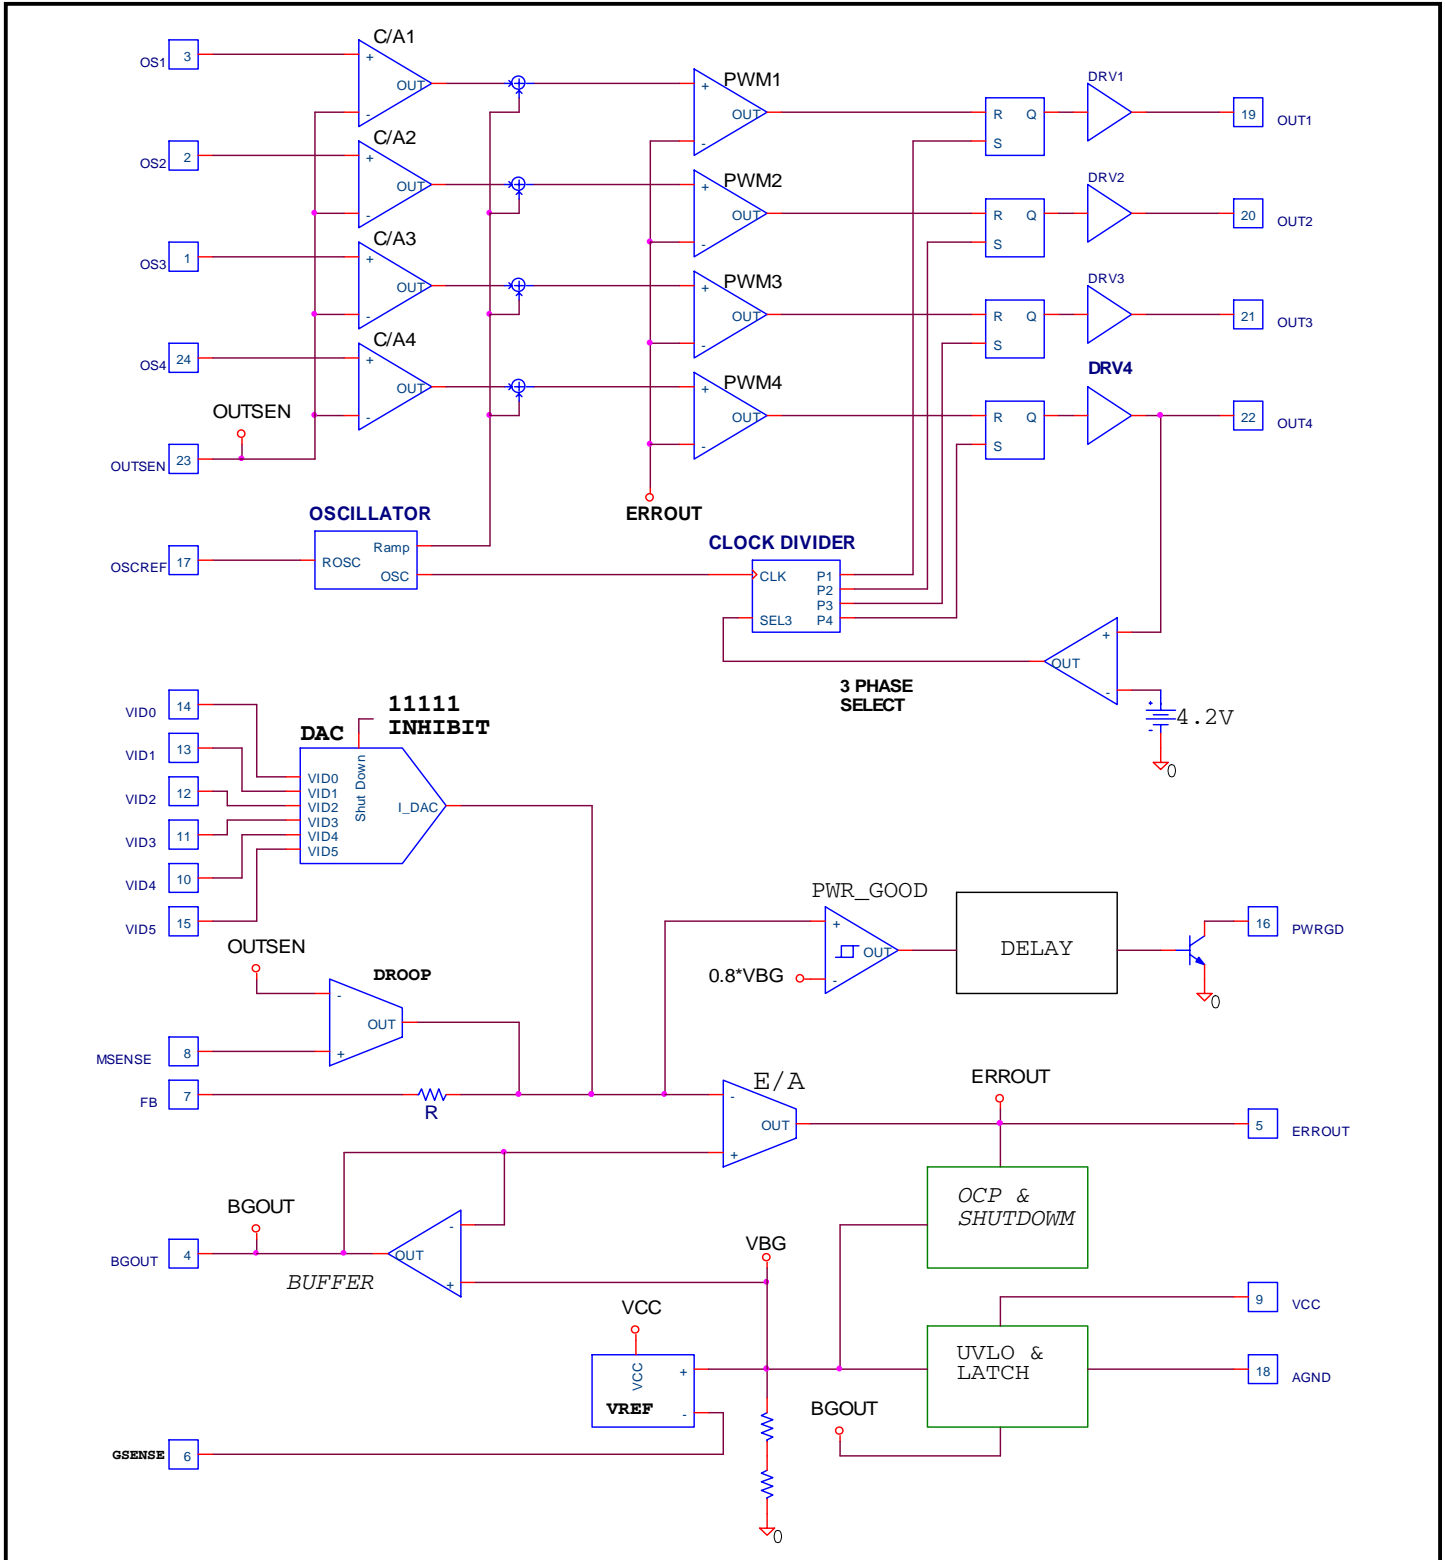 C/A1
OS1 3
+
OUT
-
PWM1
+
OUT
-
DRV1
R Q
S
19 OUT1
C/A2
OS2 2
+
OUT
-
PWM2
+
OUT
-
DRV2
R Q
S
20 OUT2
C/A3
OS3 1
+
OUT
-
PWM3
+
OUT
-
DRV3
R Q
S
21 OUT3
C/A4
OS4 24
+
OUT
-
PWM4
+
OUT
-
DRV4
R Q
S
22 OUT4
OUTSEN
OUTSEN 23
ERROUT
OSCILLATOR
OSCREF 17
ROSC
Ramp
OSC
CLOCK DIVIDER
CLK
SEL3
P1
P2
P3
P4
+
OUT
-
3 PHASE
SELECT
+
-
4.2V
0
VID0 14
VID1 13
VID2 12
VID3 11
VID4 10
VID5 15
11111
INHIBIT
DAC
Shut Down
VID0
VID1
VID2
VID3
VID4
VID5
I_DAC
OUTSEN
DROOP
-
OUT
+
MSENSE 8
FB 7
R
PWR_GOOD
+
OUT
-
0.8*VBG
DELAY
16 PWRGD
0
E/A
-
OUT
+
ERROUT
5 ERROUT
OCP &
SHUTDOWM
BGOUT
BGOUT 4
-
OUT
+
BUFFER
VBG
VCC
VCC
+
VREF
-
UVLO &
LATCH
9 VCC
18 AGND
BGOUT
GSENSE 6
0